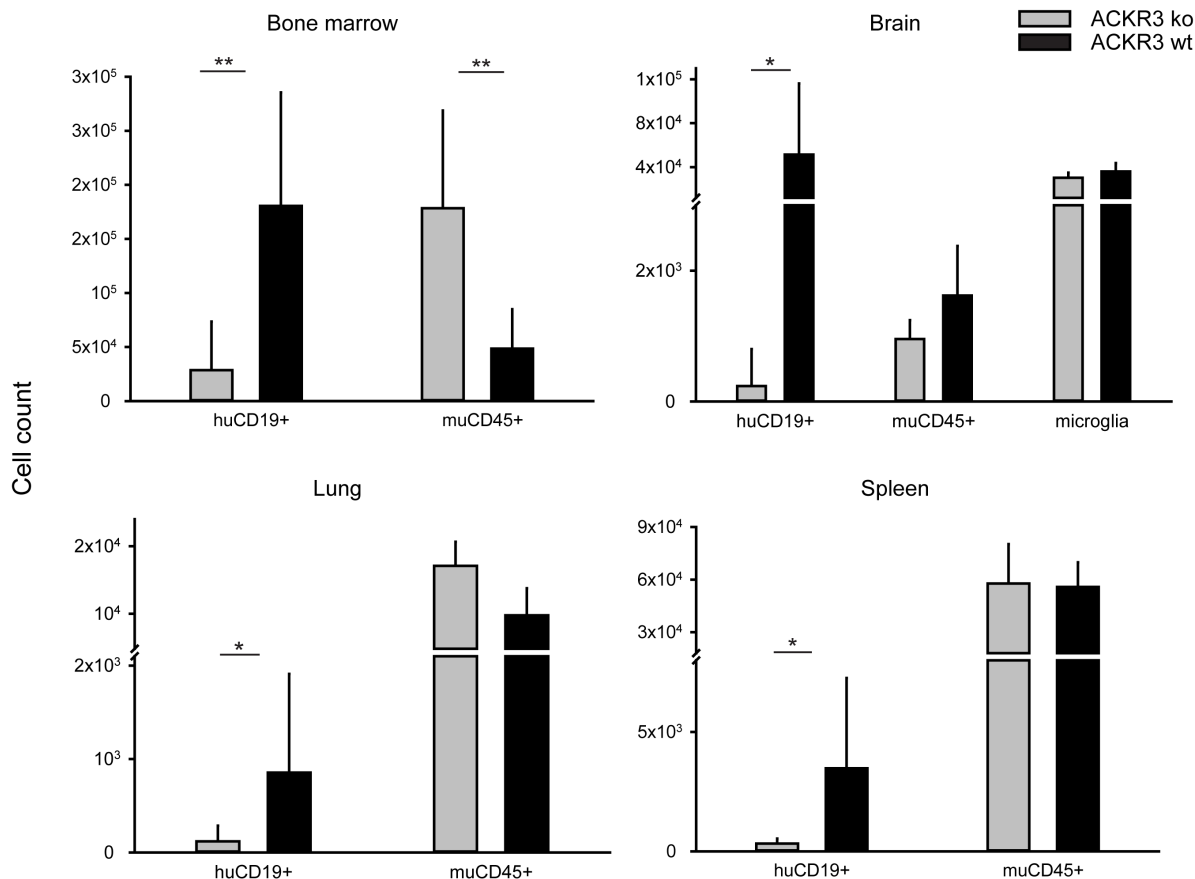 ACKR3 ko
ACKR3 wt
Cell count
Bone marrow
**
**
3x10⁵
3x10⁵
2x10⁵
2x10⁵
10⁵
5x10⁴
0
huCD19+ muCD45+
Brain
*
1x10⁵
8x10⁴
4x10⁴
2x10³
0
huCD19+ muCD45+ microglia
Lung
2x10⁴
10⁴
*
2x10³
10³
0
huCD19+ muCD45+
Spleen
9x10⁴
6x10⁴
3x10⁴
*
5x10³
0
huCD19+ muCD45+